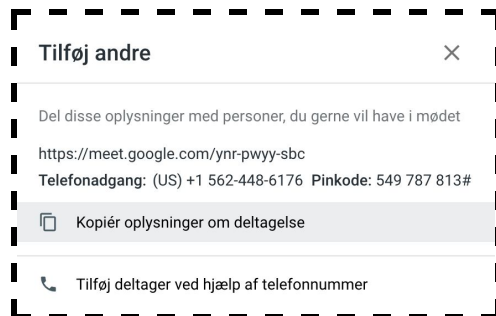 Tilføj andre
Del disse oplysninger med personer, du gerne vil have i mødet
https://meet.google.com/ynr-pwyy-sbc
Telefonadgang: (US) +1 562-448-6176 Pinkode: 549 787 813#
Kopiér oplysninger om deltagelse
Tilføj deltager ved hjælp af telefonnummer